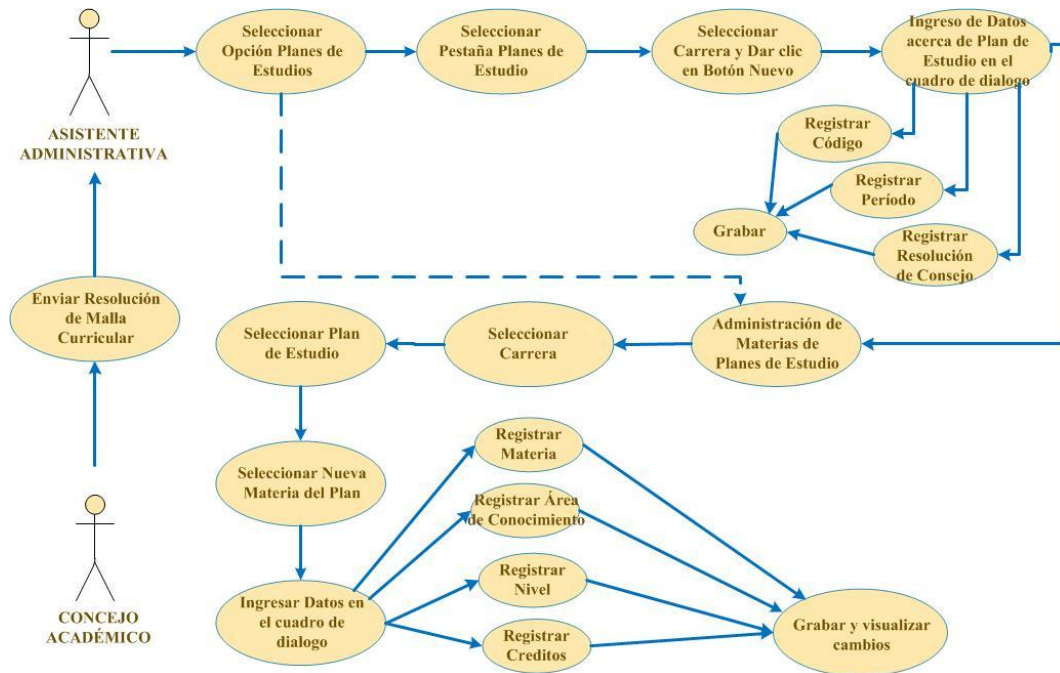 Seleccionar
Opción Planes de
Estudios
Seleccionar
Pestaña Planes de
Estudio
Seleccionar
Carrera y Dar clic
en Botón Nuevo
Ingreso de Datos
acerca de Plan de
Estudio en el
cuadro de dialogo
ASISTENTE
ADMINISTRATIVA
Registrar
Código
Registrar
Período
Grabar
Registrar
Resolución
de Consejo
Enviar Resolución
de Malla
Curricular
Seleccionar Plan
de Estudio
Seleccionar
Carrera
Administración de
Materias de
Planes de Estudio
Registrar
Materia
Seleccionar Nueva
Materia del Plan
Registrar Área
de Conocimiento
Registrar
Nivel
CONCEJO
ACADÉMICO
Ingresar Datos en
el cuadro de
dialogo
Registrar
Creditos
Grabar y visualizar
cambios